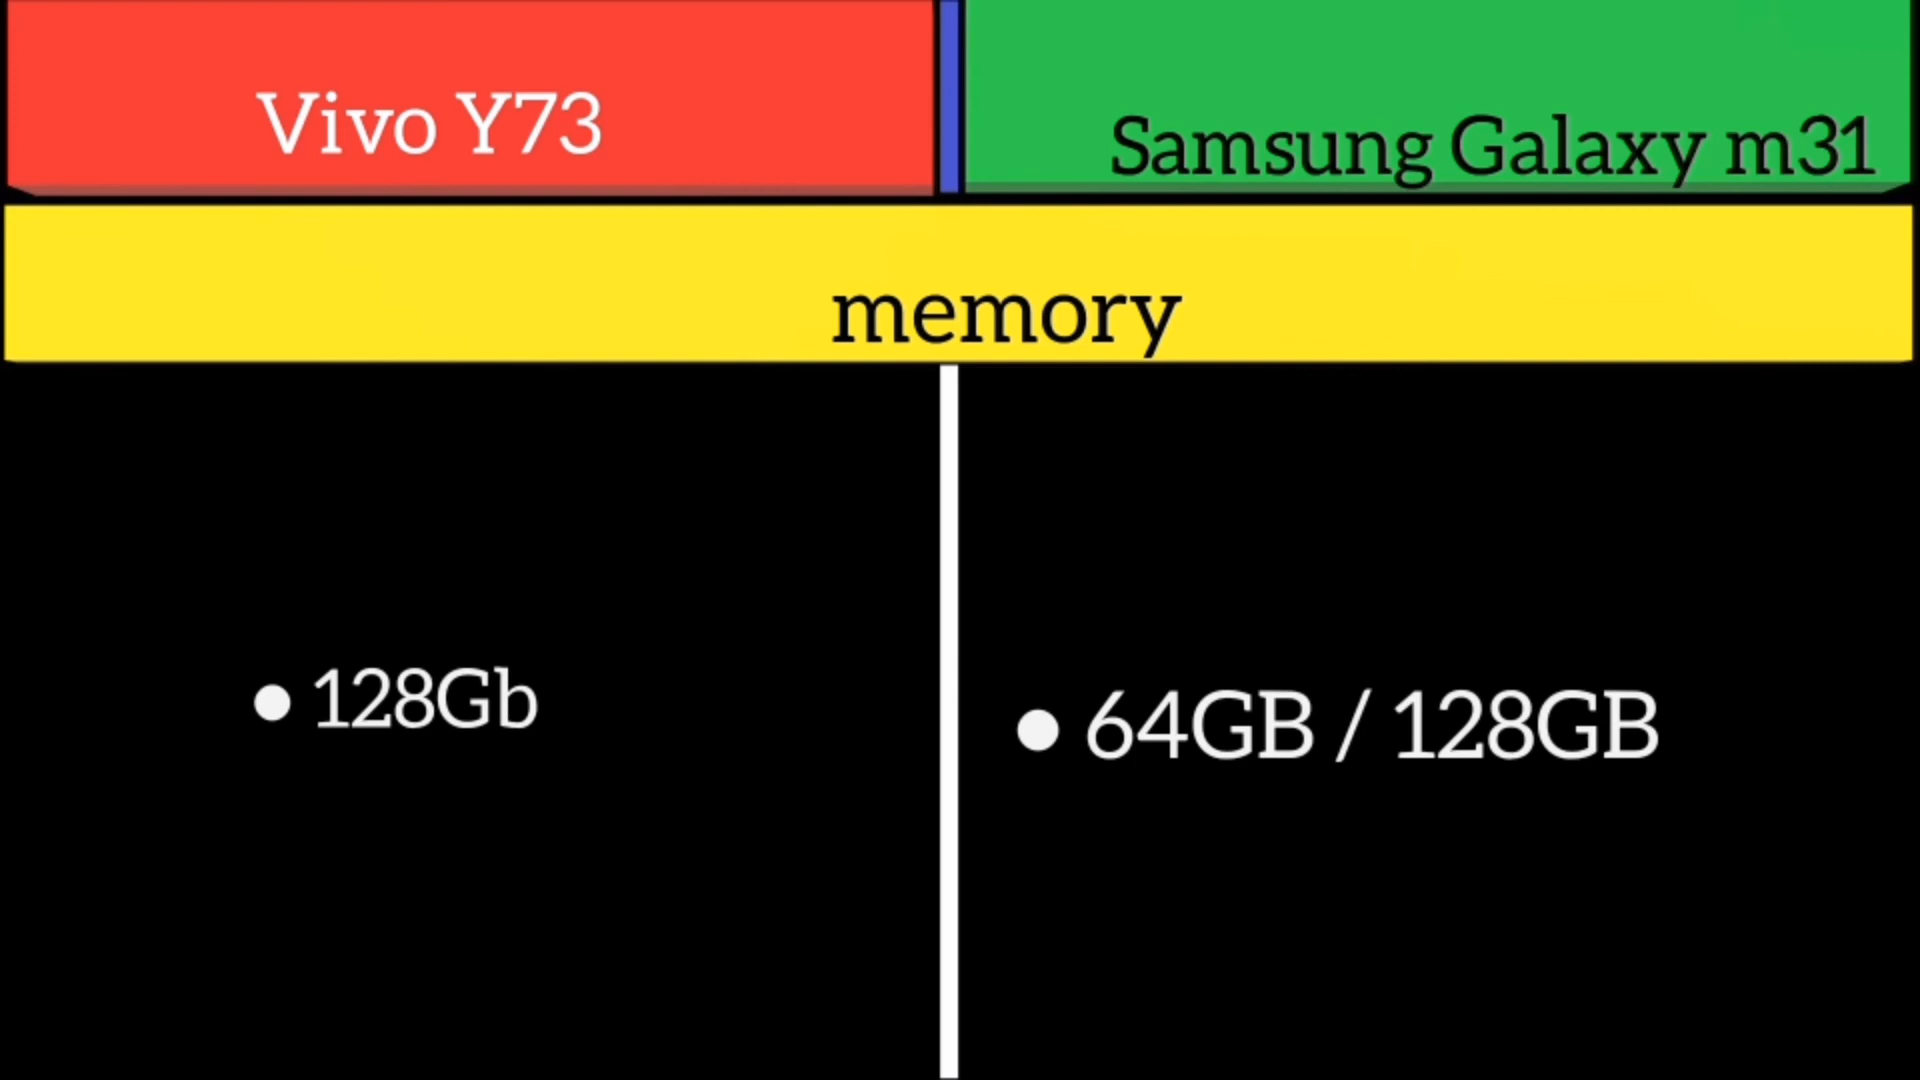 Vivo Y73
Samsung Galaxy m31
memory
• 128Gb
• 64GB / 128GB